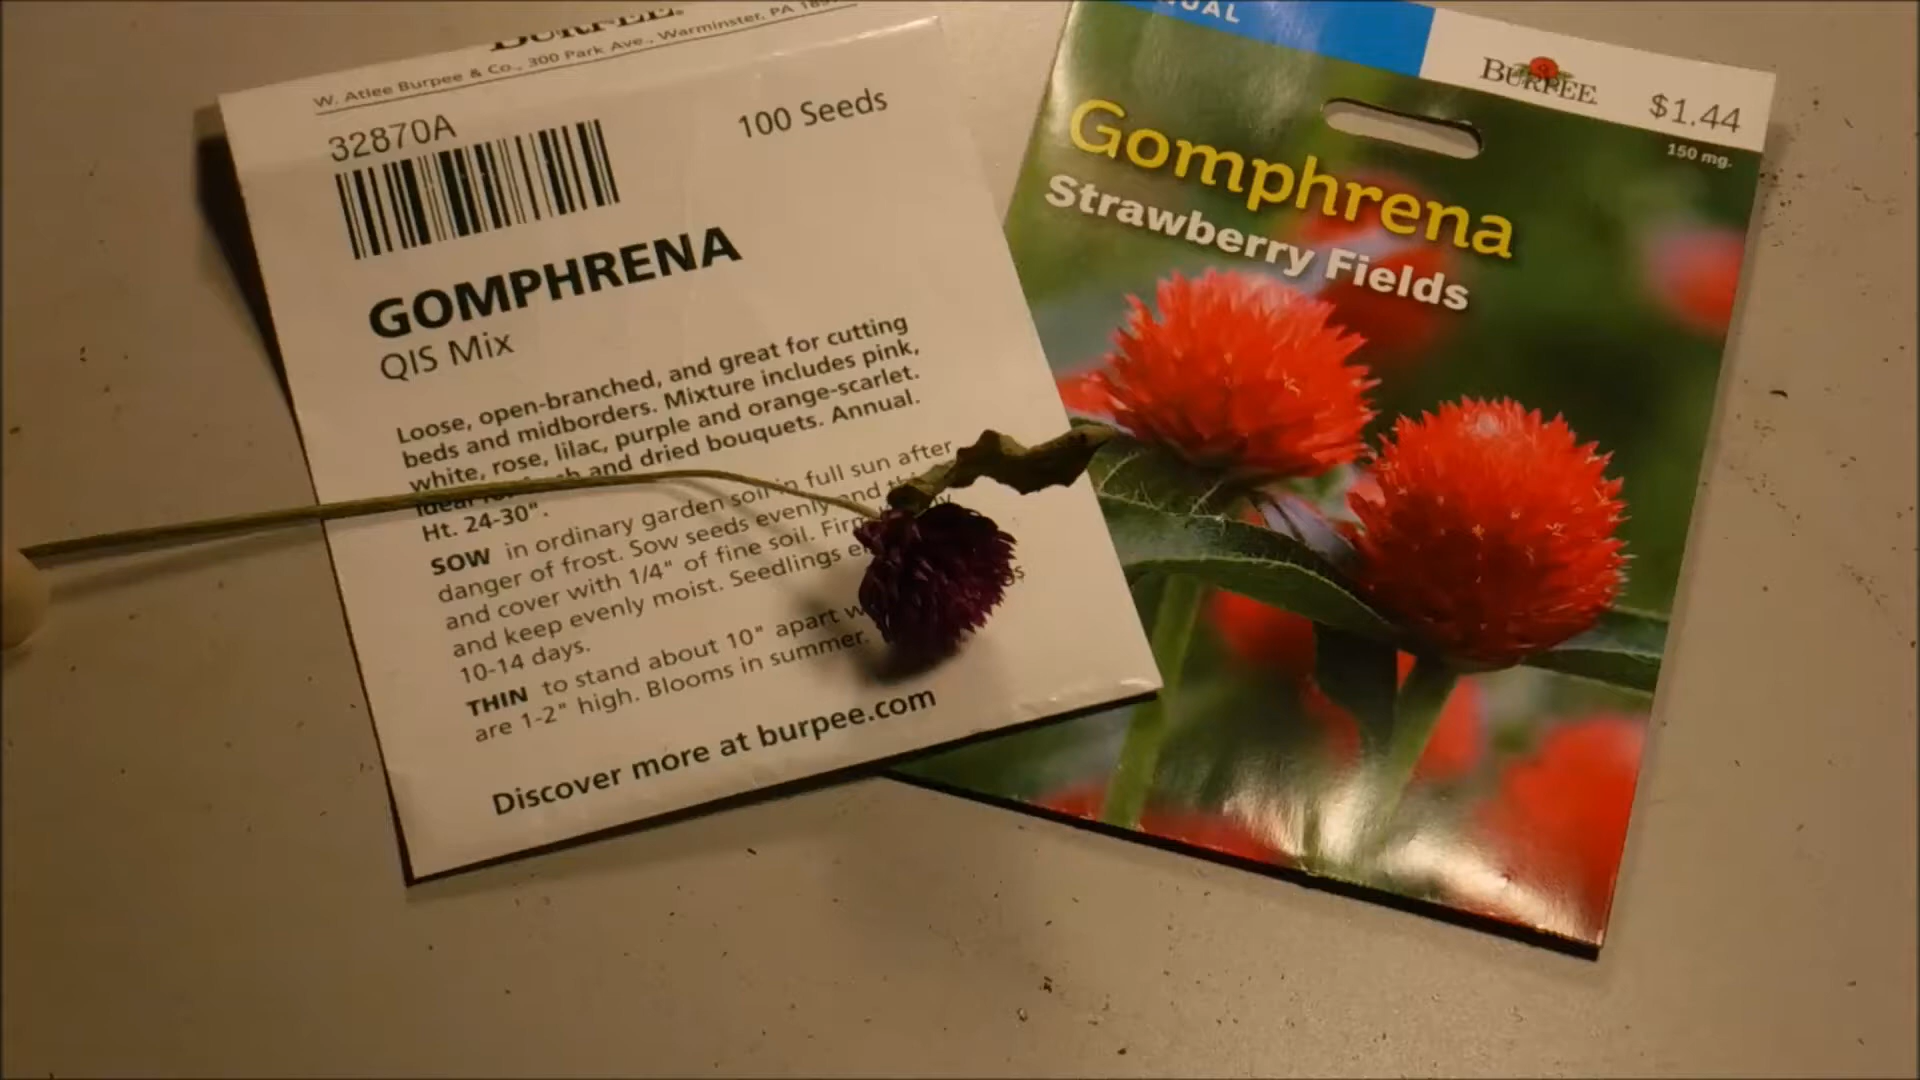 BURPEE.
W. Atlee Burpee & Co., 300 Park Ave., Warminster, PA
32870A
100 Seeds
GOMPHRENA
QIS Mix
Loose, open-branched, and great for cutting
beds and midborders. Mixture includes pink,
white, rose, lilac, purple and orange-scarlet.
and dried bouquets. Annual.
Ht. 24-30".
SOW in ordinary garden soil in full sun after
danger of frost. Sow seeds evenly and
and cover with 1/4" of fine soil.
and keep evenly moist. Seedlings
10-14 days.
THIN to stand about 10" apart
are 1-2" high. Blooms in summer.
Discover more at burpee.com
UAL
BURPEE
$1.44
150 mg.
Gomphrena
Strawberry Fields